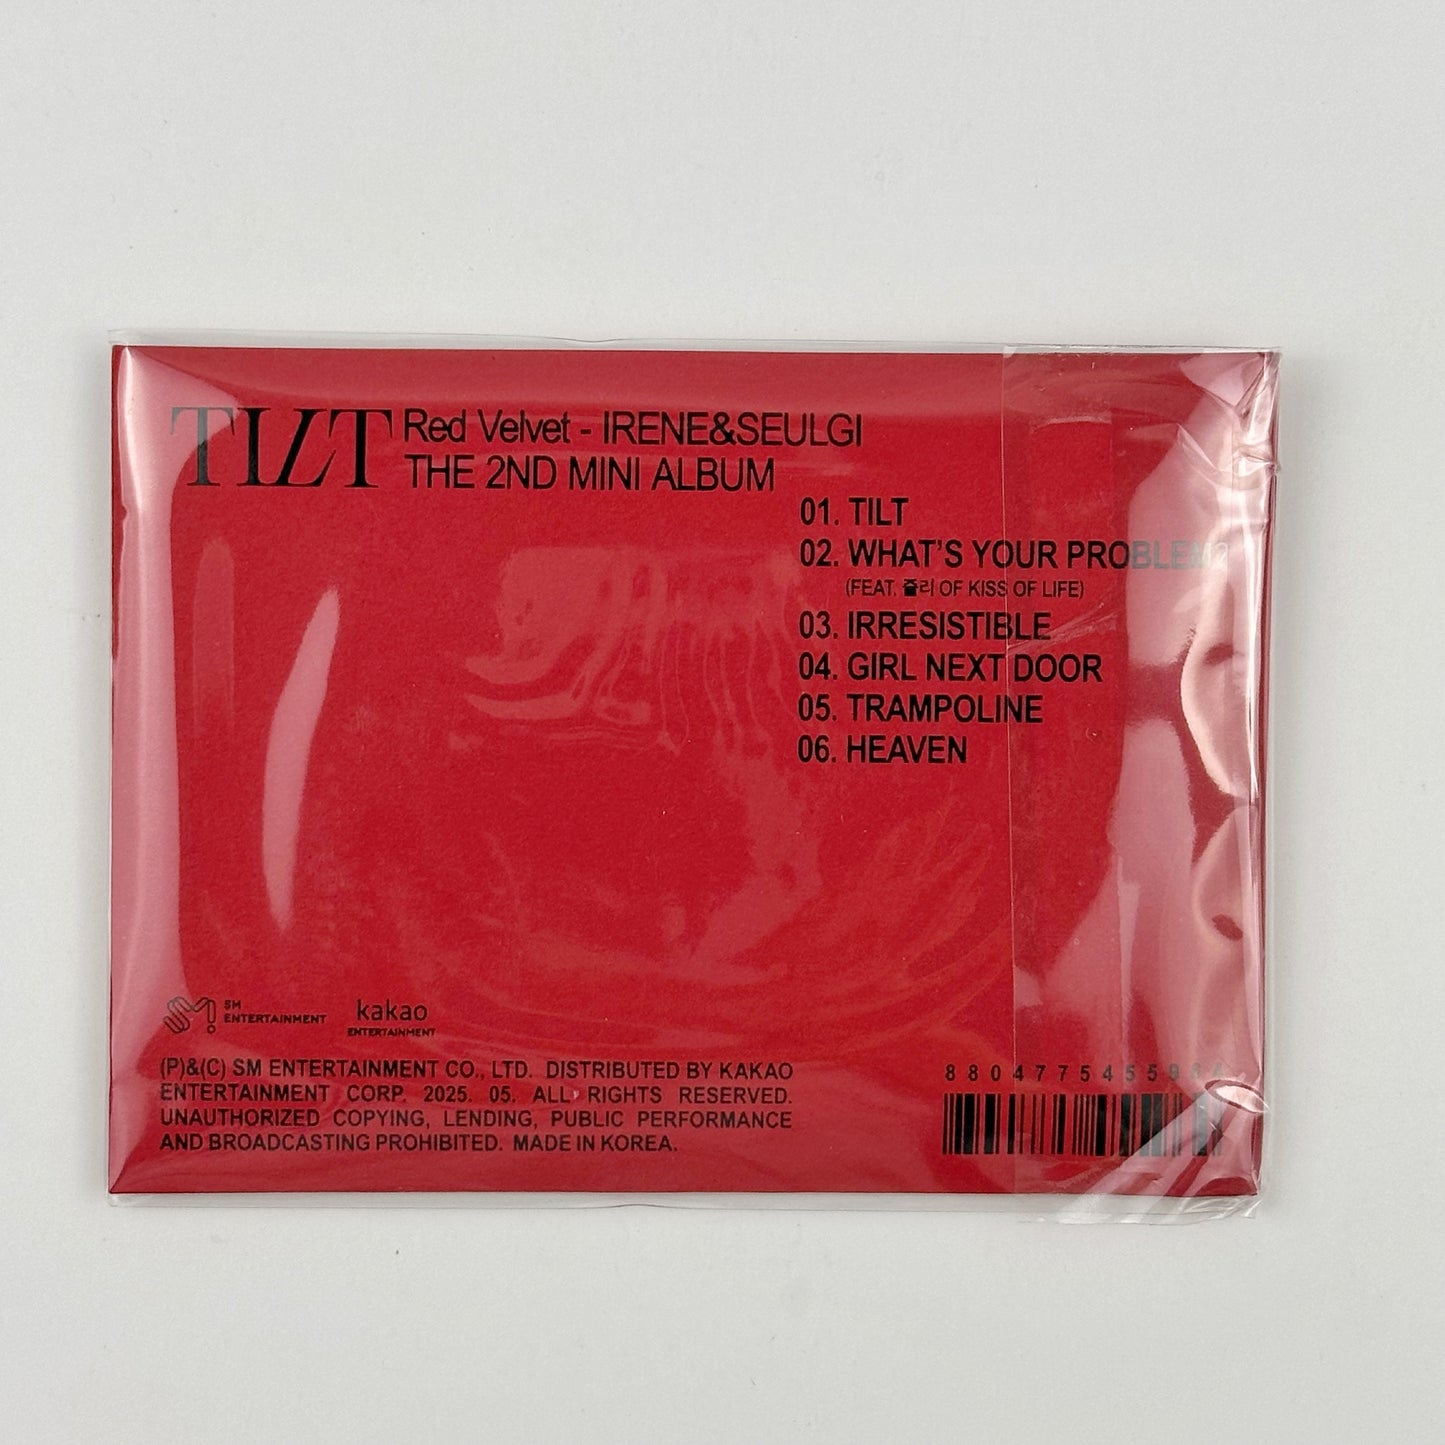 TILT
Red Velvet - IRENE&SEULGI
THE 2ND MINI ALBUM
01. TILT
02. WHAT'S YOUR PROBLEM?
(FEAT. 쥴리 OF KISS OF LIFE)
03. IRRESISTIBLE
04. GIRL NEXT DOOR
05. TRAMPOLINE
06. HEAVEN
SM
ENTERTAINMENT
kakao
ENTERTAINMENT
(P)&(C) SM ENTERTAINMENT CO., LTD. DISTRIBUTED BY KAKAO
ENTERTAINMENT CORP. 2025. 05. ALL RIGHTS RESERVED.
UNAUTHORIZED COPYING, LENDING, PUBLIC PERFORMANCE
AND BROADCASTING PROHIBITED. MADE IN KOREA.